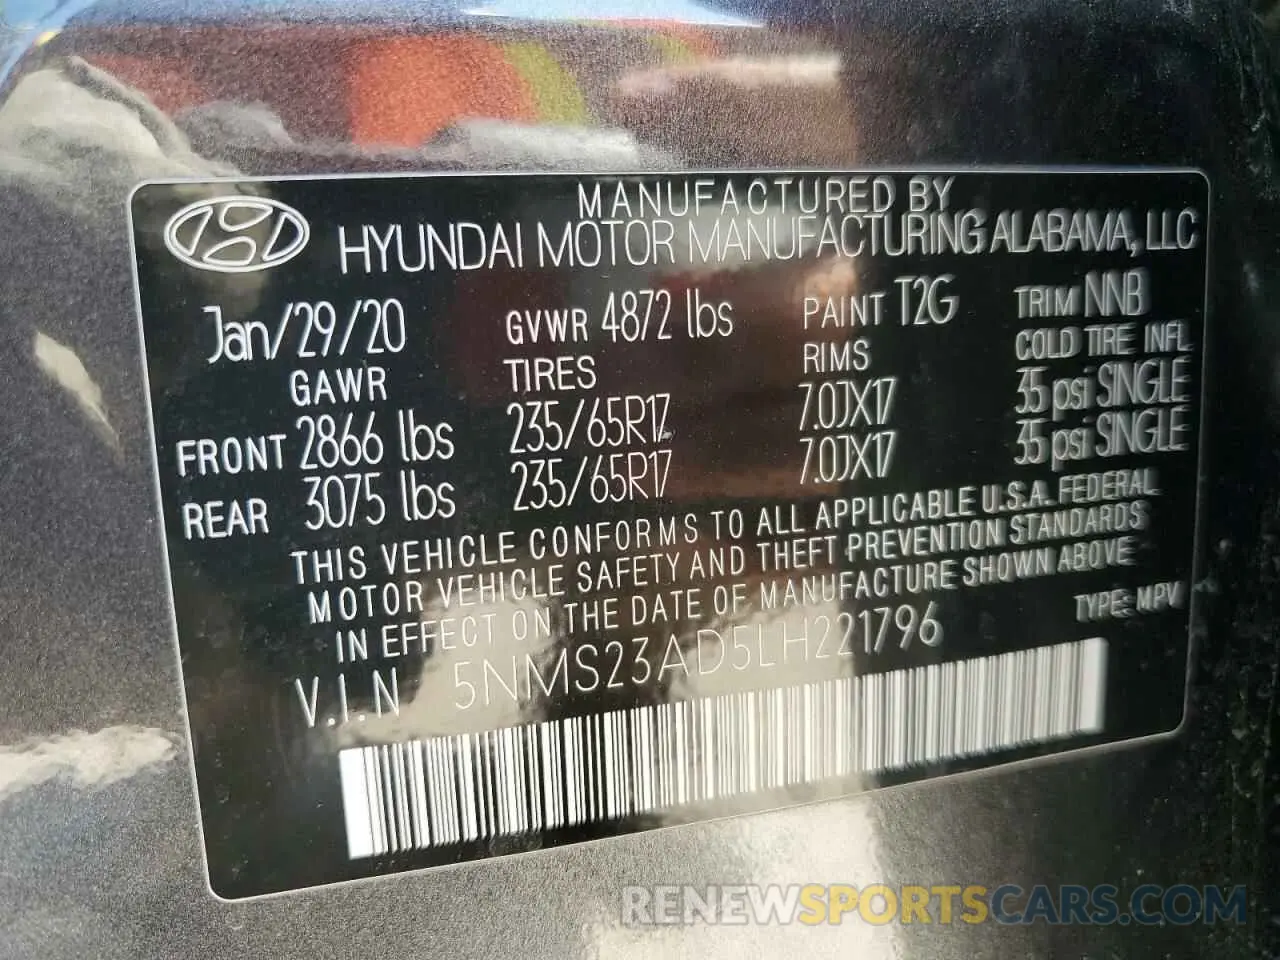 MANUFACTURED BY
HYUNDAI MOTOR MANUFACTURING ALABAMA, LLC
Jan/29/20 GVWR 4872 lbs PAINT T2G TRIM NNB
GAWR TIRES RIMS COLD TIRE INFL
FRONT 2866 lbs 235/65R17 7.0JX17 35 psi SINGLE
REAR 3075 lbs 235/65R17 7.0JX17 35 psi SINGLE
THIS VEHICLE CONFORMS TO ALL APPLICABLE U.S.A. FEDERAL
MOTOR VEHICLE SAFETY AND THEFT PREVENTION STANDARDS
IN EFFECT ON THE DATE OF MANUFACTURE SHOWN ABOVE
V.I.N 5NMS23AD5LH221796 TYPE: MPV
RENEWSPORTSCARS.COM